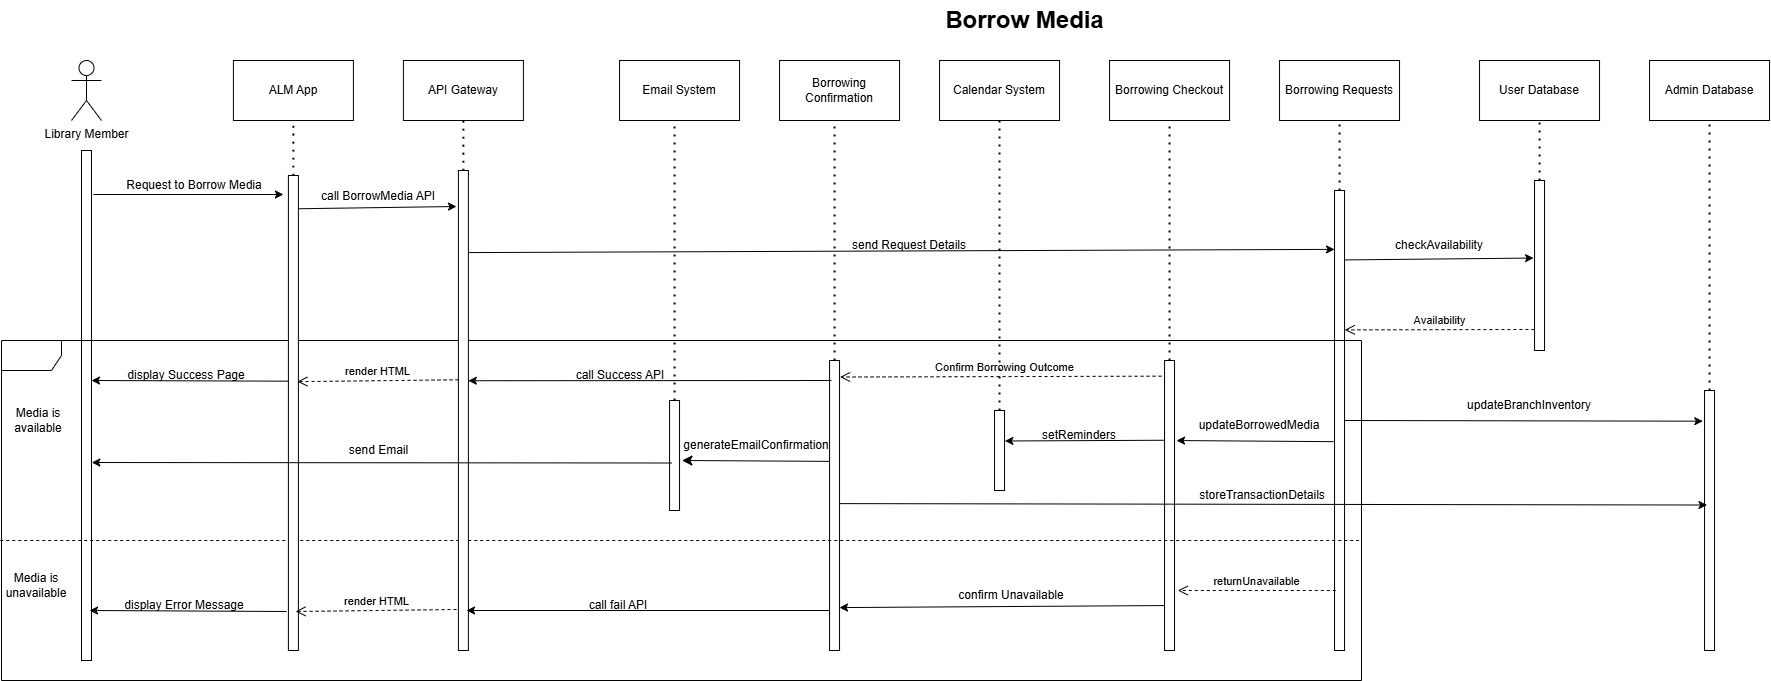 Borrow Media
Library Member
ALM App
API Gateway
Email System
Borrowing
Confirmation
Calendar System
Borrowing Checkout
Borrowing Requests
User Database
Admin Database
Request to Borrow Media
call BorrowMedia API
send Request Details
checkAvailability
Availability
Media is
available
display Success Page
render HTML
call Success API
Confirm Borrowing Outcome
updateBranchInventory
updateBorrowedMedia
setReminders
generateEmailConfirmation
send Email
storeTransactionDetails
Media is
unavailable
returnUnavailable
confirm Unavailable
call fail API
render HTML
display Error Message